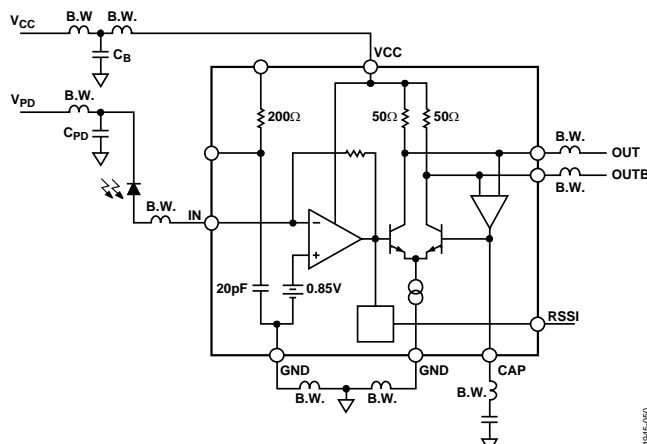 B.W B.W.
VCC
CB
VCC
B.W.
VPD
200Ω
50Ω 50Ω
CPD
B.W.
OUT
OUTB
B.W.
B.W.
IN
−
+
20pF
0.85V
RSSI
GND
GND
CAP
B.W.
B.W.
B.W.